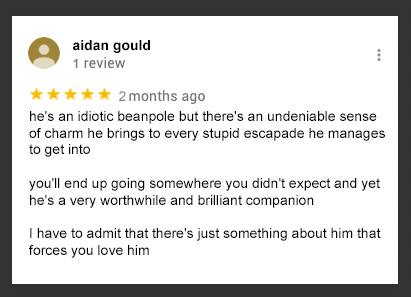 aidan gould
1 review
2 months ago
he's an idiotic beanpole but there's an undeniable sense
of charm he brings to every stupid escapade he manages
to get into
you'll end up going somewhere you didn't expect and yet
he's a very worthwhile and brilliant companion
I have to admit that there's just something about him that
forces you love him